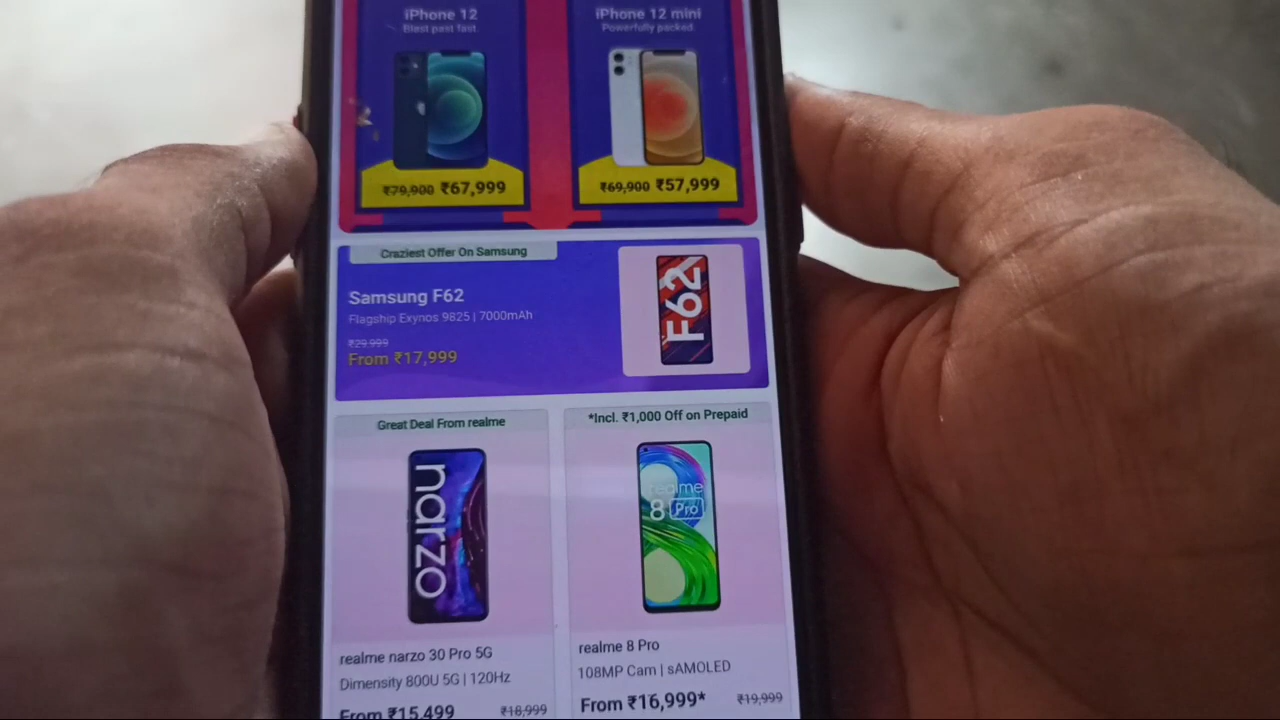 iPhone 12
Blast past fast.
₹79,900 ₹67,999
iPhone 12 mini
Powerfully packed.
₹69,900 ₹57,999
Craziest Offer On Samsung
Samsung F62
Flagship Exynos 9825 | 7000mAh
₹29,999
From ₹17,999
F62
Great Deal From realme
narzo
realme narzo 30 Pro 5G
Dimensity 800U 5G | 120Hz
From ₹15,499 ₹18,999
*Incl. ₹1,000 Off on Prepaid
realme
8 Pro
realme 8 Pro
108MP Cam | sAMOLED
From ₹16,999* ₹19,999